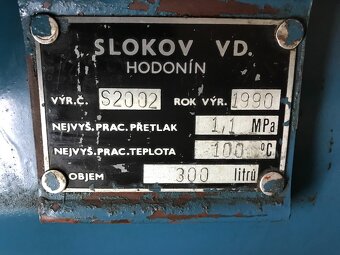 SLOKOV VD.
HODONÍN
VÝR.Č. S2002 ROK VÝR. 1990
NEJVYŠ.PRAC.PŘETLAK 1,1 MPa
NEJVYŠ.PRAC.TEPLOTA 100 °C
OBJEM 300 litrů